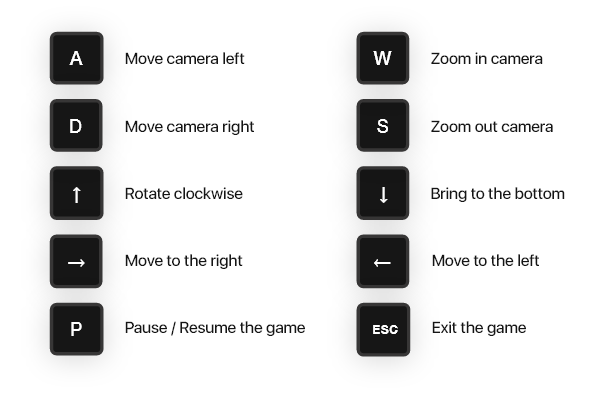 A Move camera left
W Zoom in camera
D Move camera right
S Zoom out camera
↑ Rotate clockwise
↓ Bring to the bottom
→ Move to the right
← Move to the left
P Pause / Resume the game
ESC Exit the game